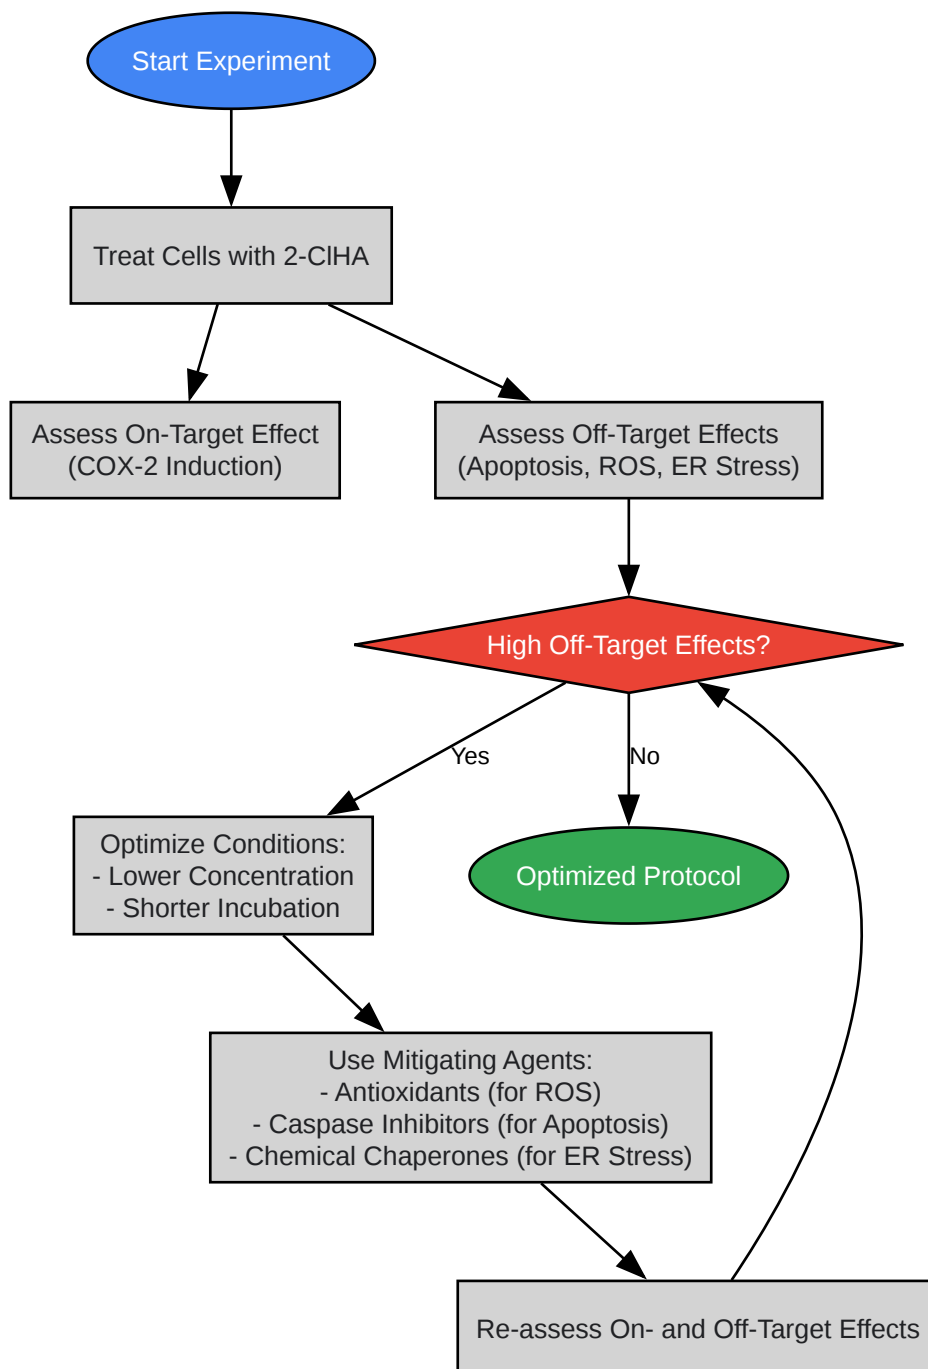 Start Experiment
Treat Cells with 2-ClHA
Assess On-Target Effect
(COX-2 Induction)
Assess Off-Target Effects
(Apoptosis, ROS, ER Stress)
High Off-Target Effects?
Yes
No
Optimize Conditions:
- Lower Concentration
- Shorter Incubation
Optimized Protocol
Use Mitigating Agents:
- Antioxidants (for ROS)
- Caspase Inhibitors (for Apoptosis)
- Chemical Chaperones (for ER Stress)
Re-assess On- and Off-Target Effects